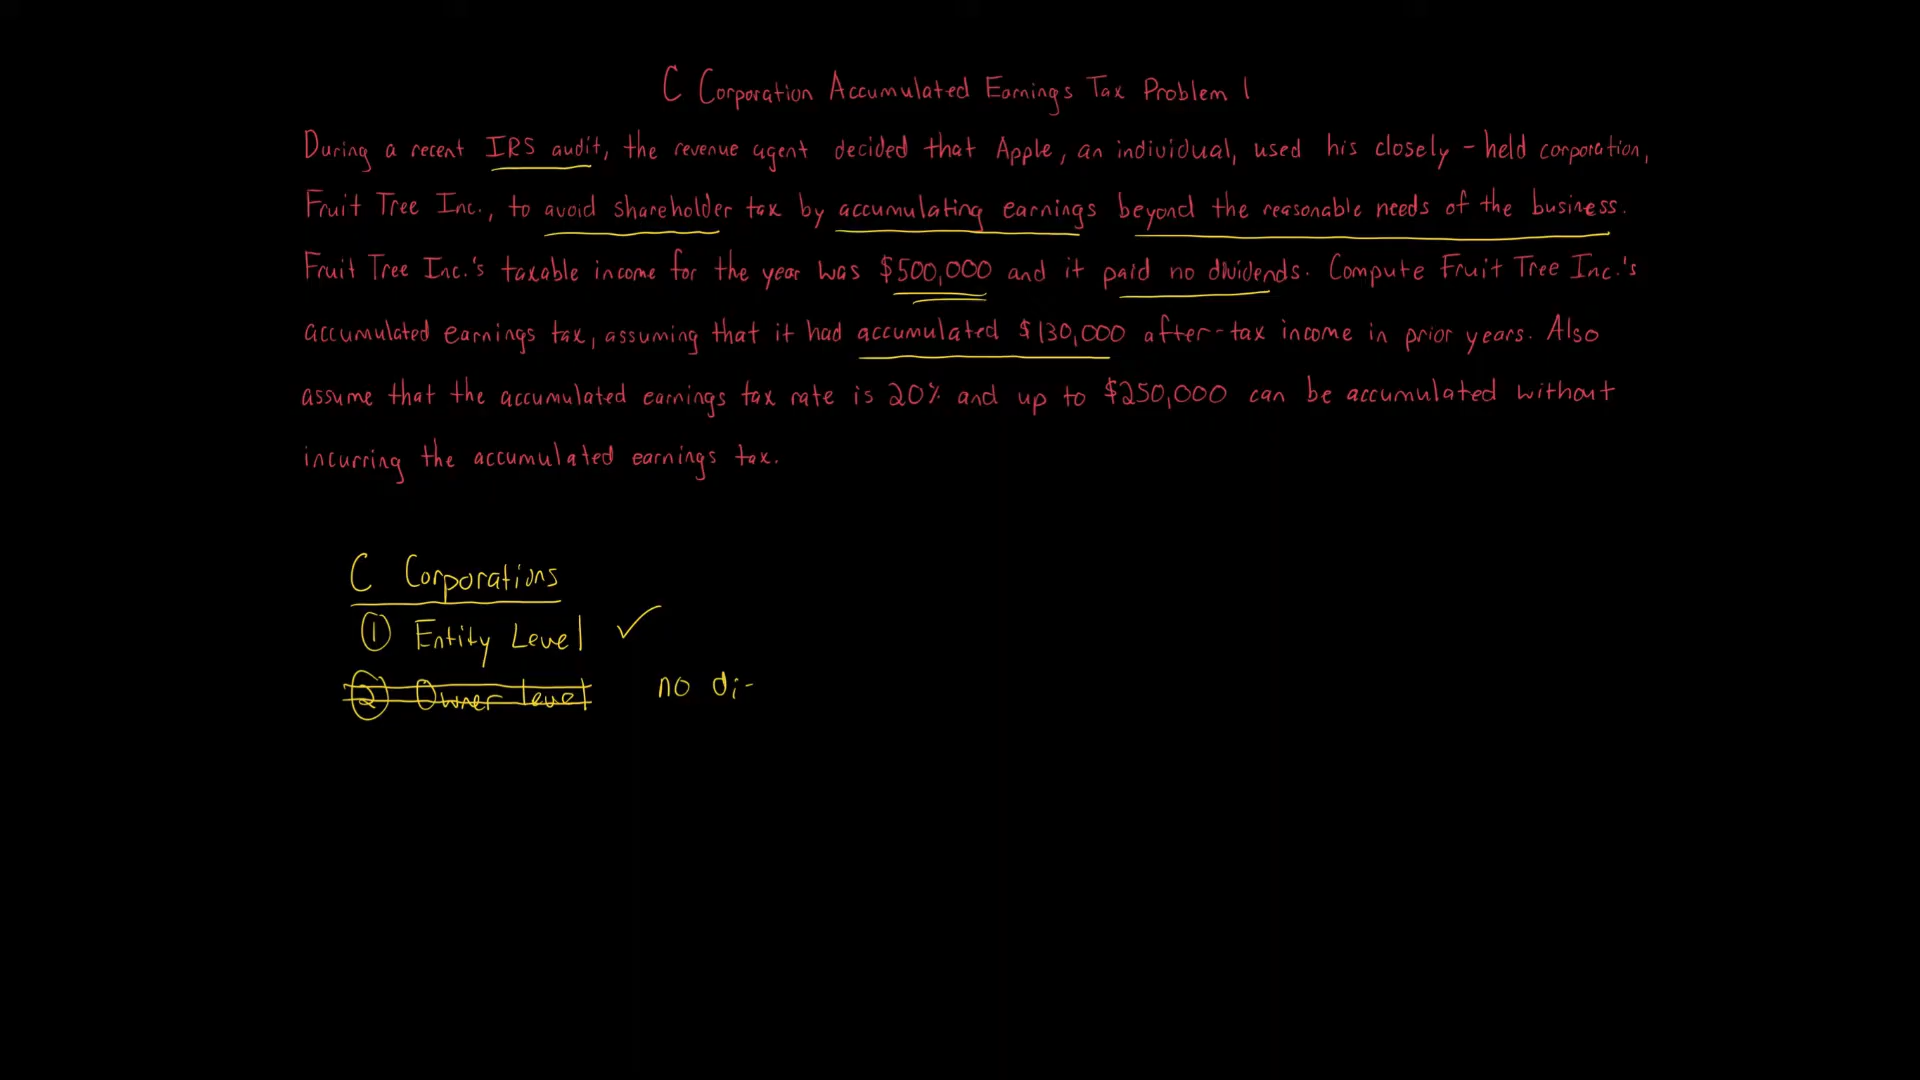 C Corporation Accumulated Earnings Tax Problem 1
During a recent IRS audit, the revenue agent decided that Apple, an individual, used his closely-held corporation,
Fruit Tree Inc., to avoid shareholder tax by accumulating earnings beyond the reasonable needs of the business.
Fruit Tree Inc.'s taxable income for the year was $500,000 and it paid no dividends. Compute Fruit Tree Inc.'s
accumulated earnings tax, assuming that it had accumulated $130,000 after-tax income in prior years. Also
assume that the accumulated earnings tax rate is 20% and up to $250,000 can be accumulated without
incurring the accumulated earnings tax.
C Corporations
① Entity Level ✓
② Owner level no di